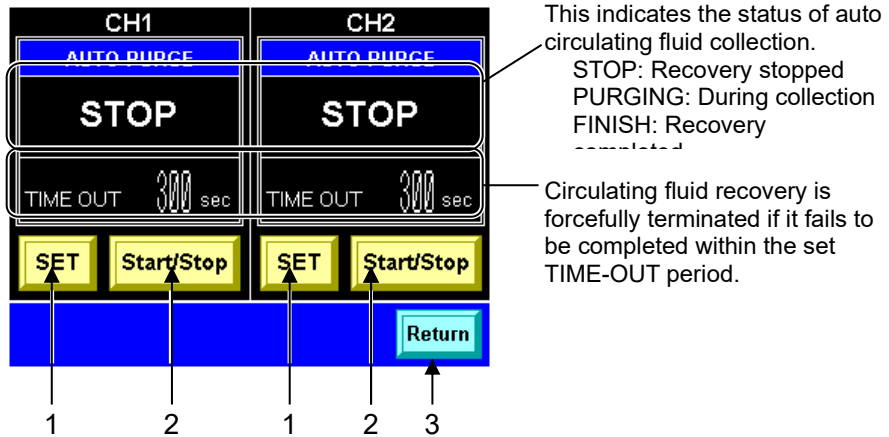 CH1
CH2
AUTO PURGE
AUTO PURGE
STOP
STOP
TIME OUT 300 sec
TIME OUT 300 sec
SET
Start/Stop
SET
Start/Stop
Return
1
2
1
2
3
This indicates the status of auto
circulating fluid collection.
STOP: Recovery stopped
PURGING: During collection
FINISH: Recovery
completed
Circulating fluid recovery is
forcefully terminated if it fails to
be completed within the set
TIME-OUT period.